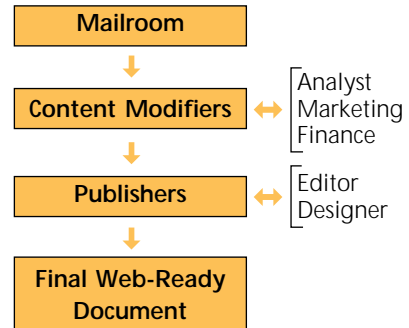 Mailroom
Content Modifiers
Analyst
Marketing
Finance
Publishers
Editor
Designer
Final Web-Ready
Document